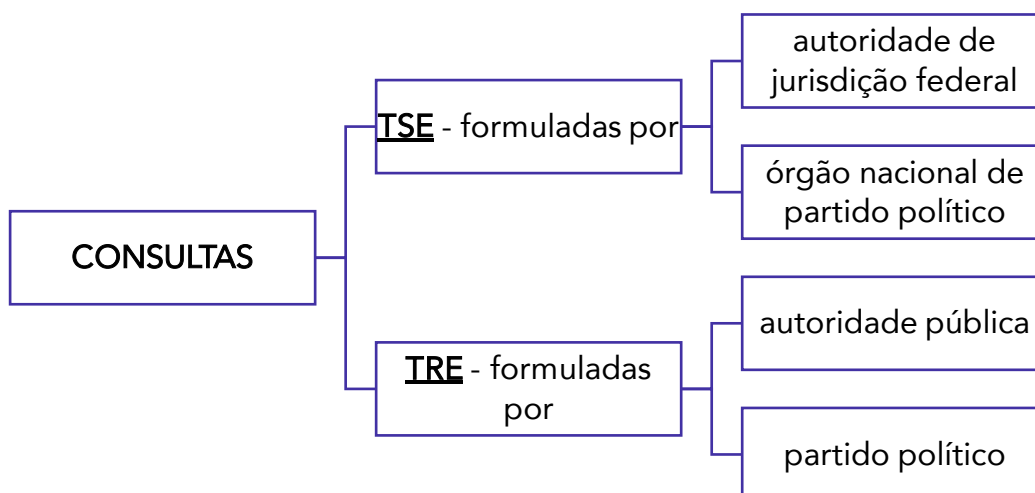 CONSULTAS
TSE - formuladas por
autoridade de
jurisdição federal
órgão nacional de
partido político
TRE - formuladas
por
autoridade pública
partido político